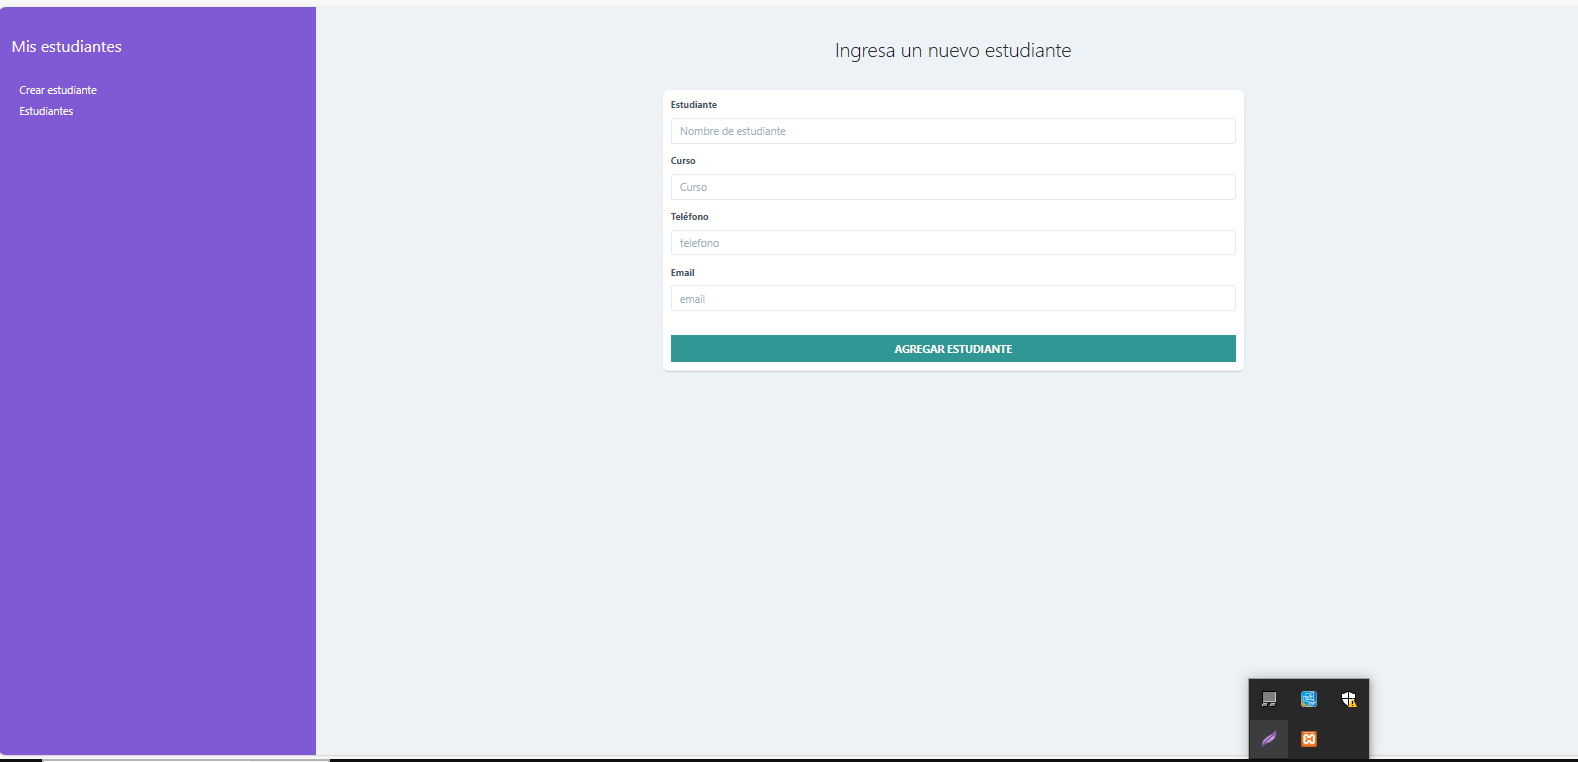 Mis estudiantes
Crear estudiante
Estudiantes
Ingresa un nuevo estudiante
Estudiante
Nombre de estudiante
Curso
Curso
Teléfono
telefono
Email
email
AGREGAR ESTUDIANTE